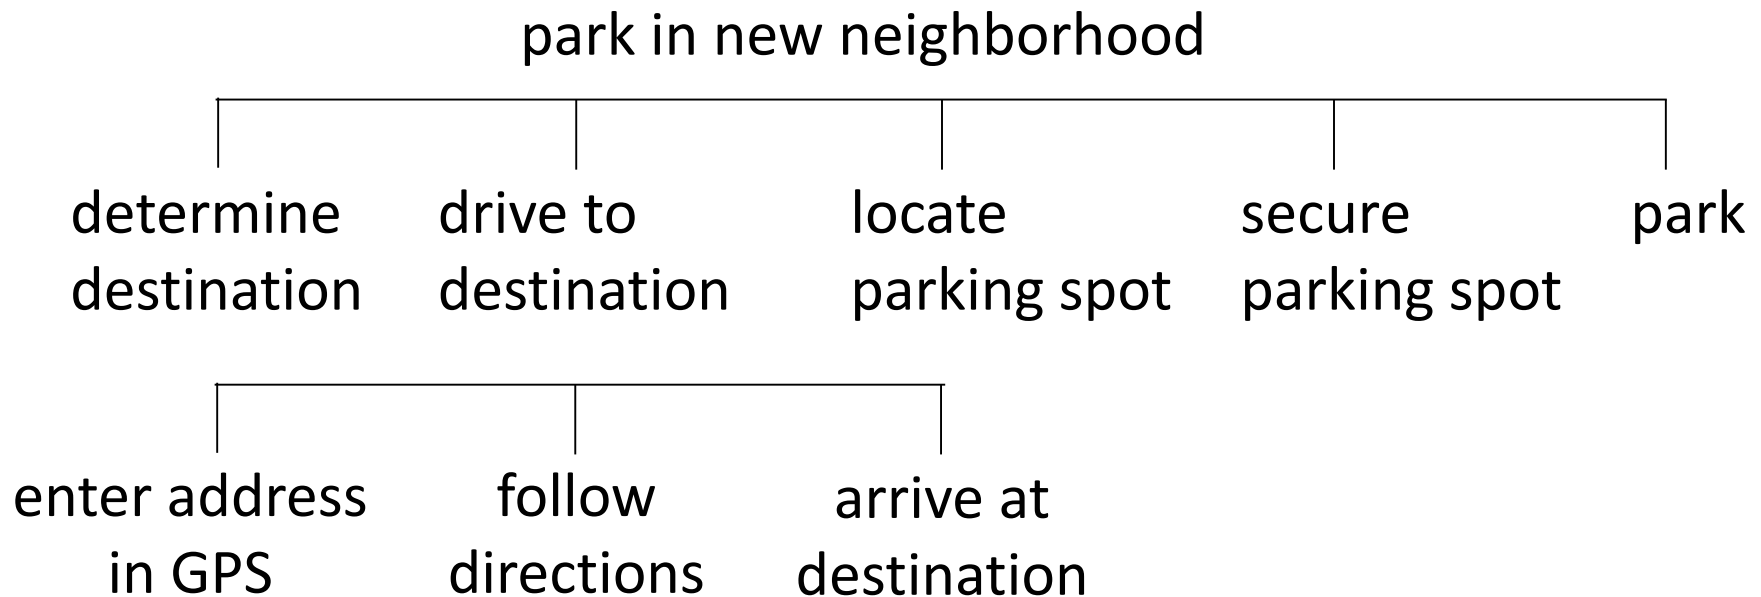 park in new neighborhood
determine
destination
drive to
destination
locate
parking spot
secure
parking spot
park
enter address
in GPS
follow
directions
arrive at
destination